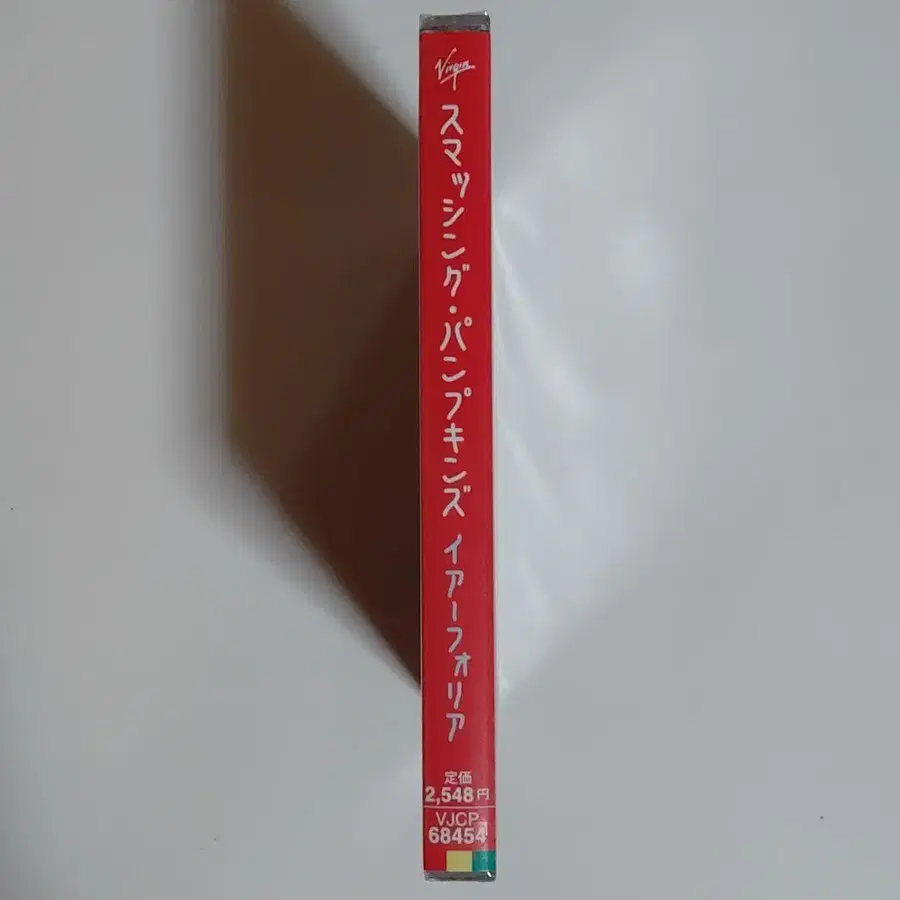 Virgin
スマッシング・パンプキンズ イアーフォリア
定価
2,548円
VJCP
68454